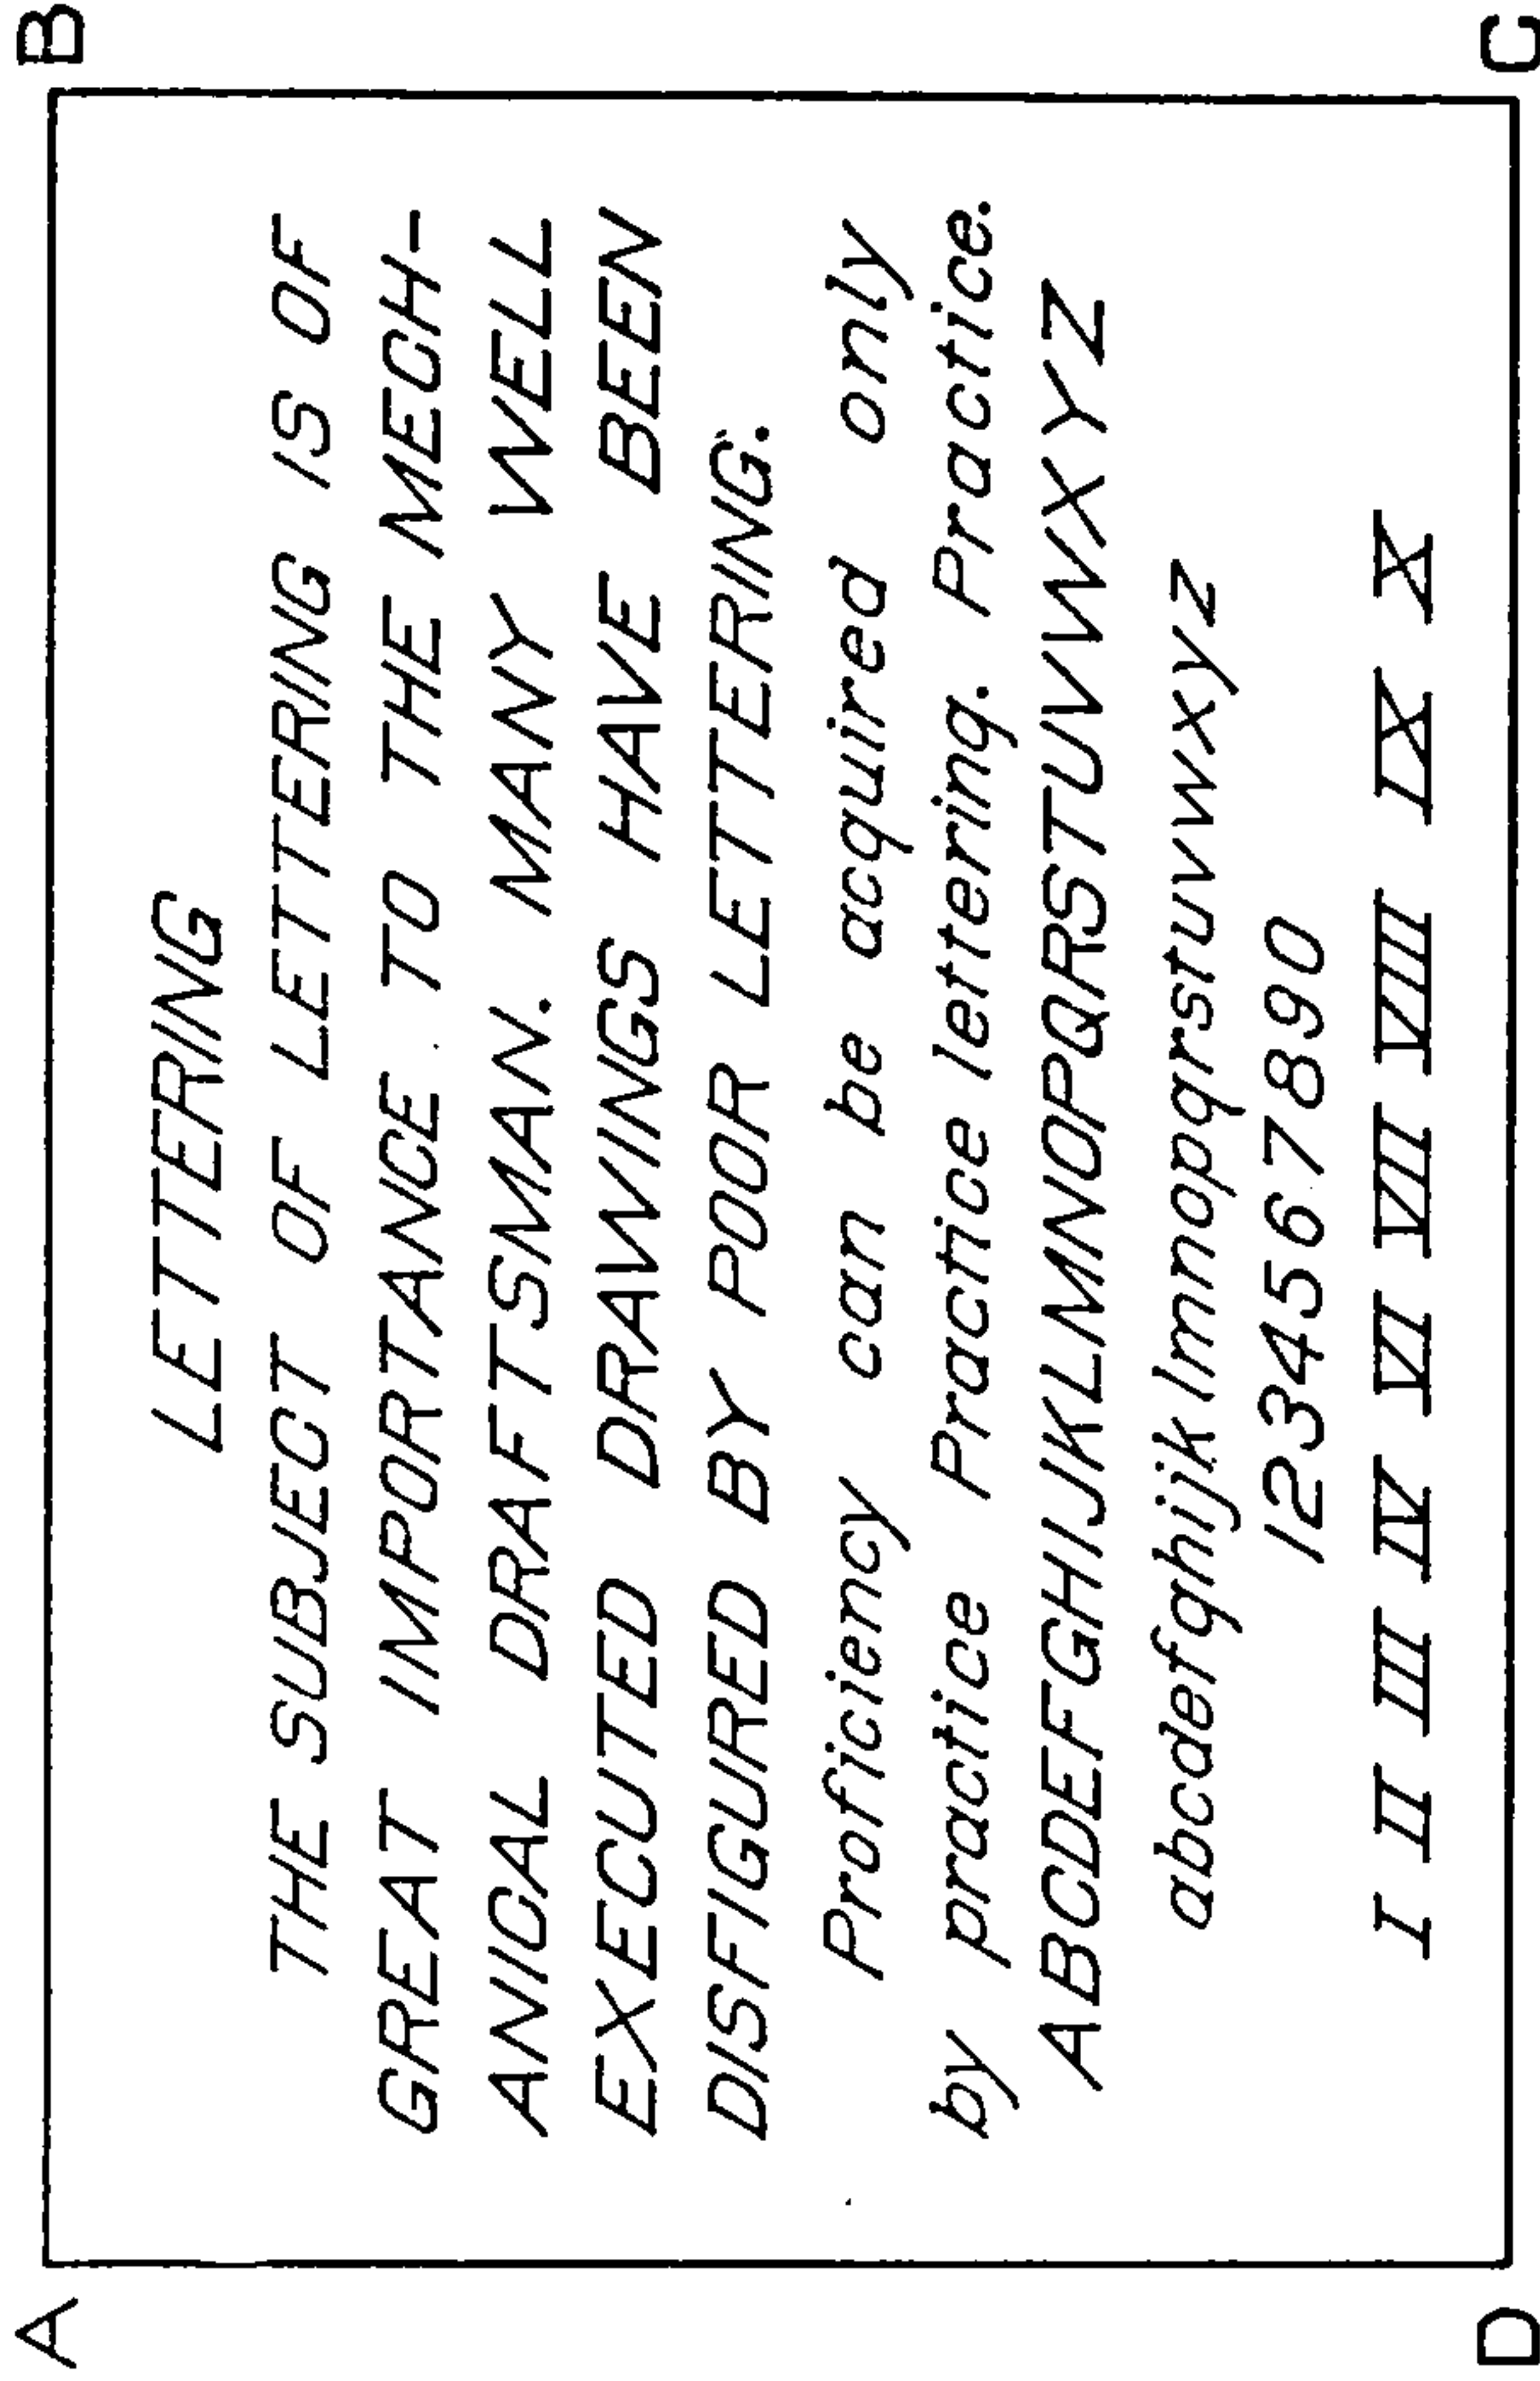 A B
LETTERING
THE SUBJECT OF LETTERING IS OF
GREAT IMPORTANCE TO THE MECH-
ANICAL DRAFTSMAN. MANY WELL
EXECUTED DRAWINGS HAVE BEEN
DISFIGURED BY POOR LETTERING.
Proficiency can be acquired only
by practice Practice lettering. Practice.
ABCDEFGHIJKLMNOPQRSTUVWXYZ
abcdefghijklmnopqrstuvwxyz
1234567890
I II III IV VI VII VIII IX X
D C